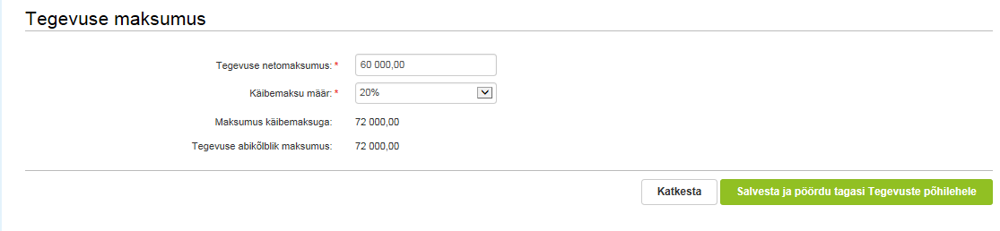 Tegevuse maksumus
Tegevuse netomaksumus: * 60 000,00
Käibemaksu määr: * 20%
Maksumus käibemaksuga: 72 000,00
Tegevuse abikõlblik maksumus: 72 000,00
Katkesta Salvesta ja pöördu tagasi Tegevuste põhilehele